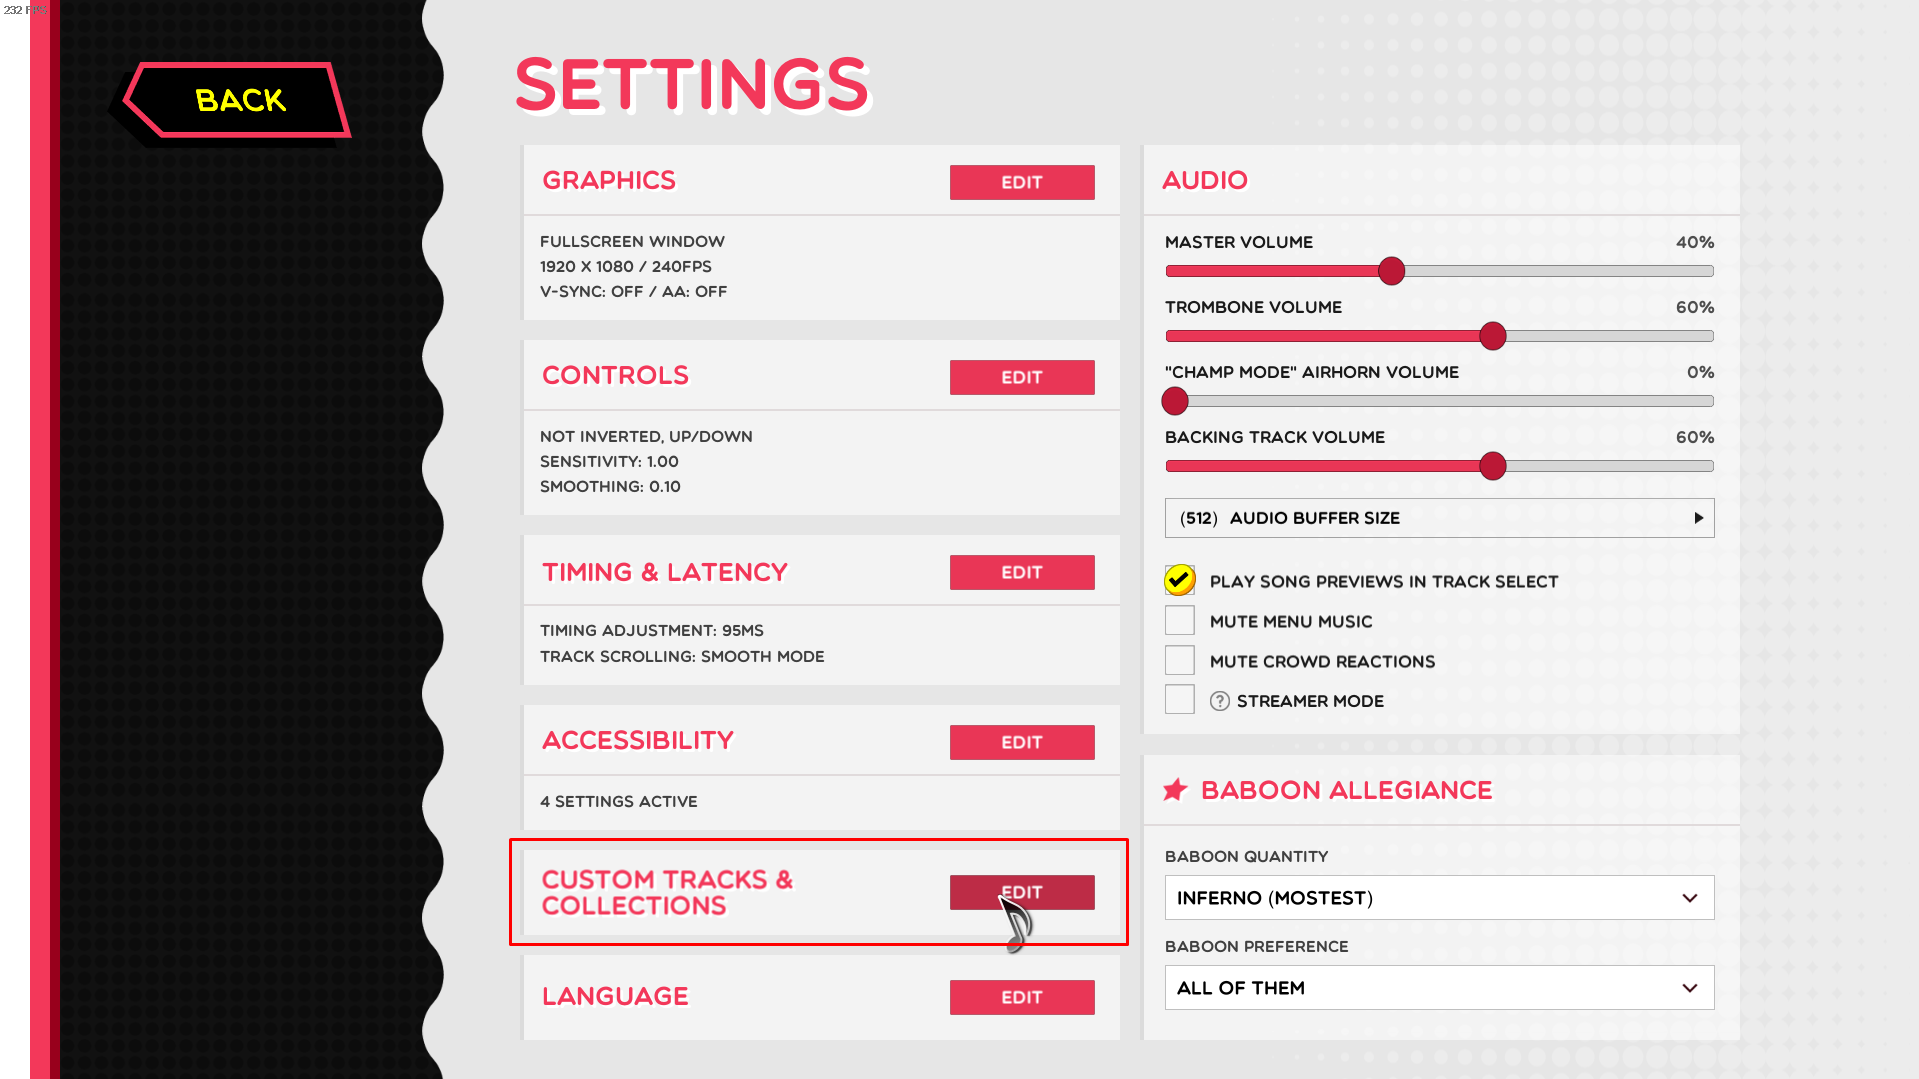 BACK
SETTINGS
GRAPHICS
EDIT
FULLSCREEN WINDOW
1920 X 1080 / 240FPS
V-SYNC: OFF / AA: OFF
CONTROLS
EDIT
NOT INVERTED, UP/DOWN
SENSITIVITY: 1.00
SMOOTHING: 0.10
TIMING & LATENCY
EDIT
TIMING ADJUSTMENT: 95MS
TRACK SCROLLING: SMOOTH MODE
ACCESSIBILITY
EDIT
4 SETTINGS ACTIVE
CUSTOM TRACKS &
COLLECTIONS
EDIT
LANGUAGE
EDIT
AUDIO
MASTER VOLUME 40%
TROMBONE VOLUME 60%
"CHAMP MODE" AIRHORN VOLUME 0%
BACKING TRACK VOLUME 60%
(512) AUDIO BUFFER SIZE
PLAY SONG PREVIEWS IN TRACK SELECT
MUTE MENU MUSIC
MUTE CROWD REACTIONS
? STREAMER MODE
BABOON ALLEGIANCE
BABOON QUANTITY
INFERNO (MOSTEST)
BABOON PREFERENCE
ALL OF THEM
232